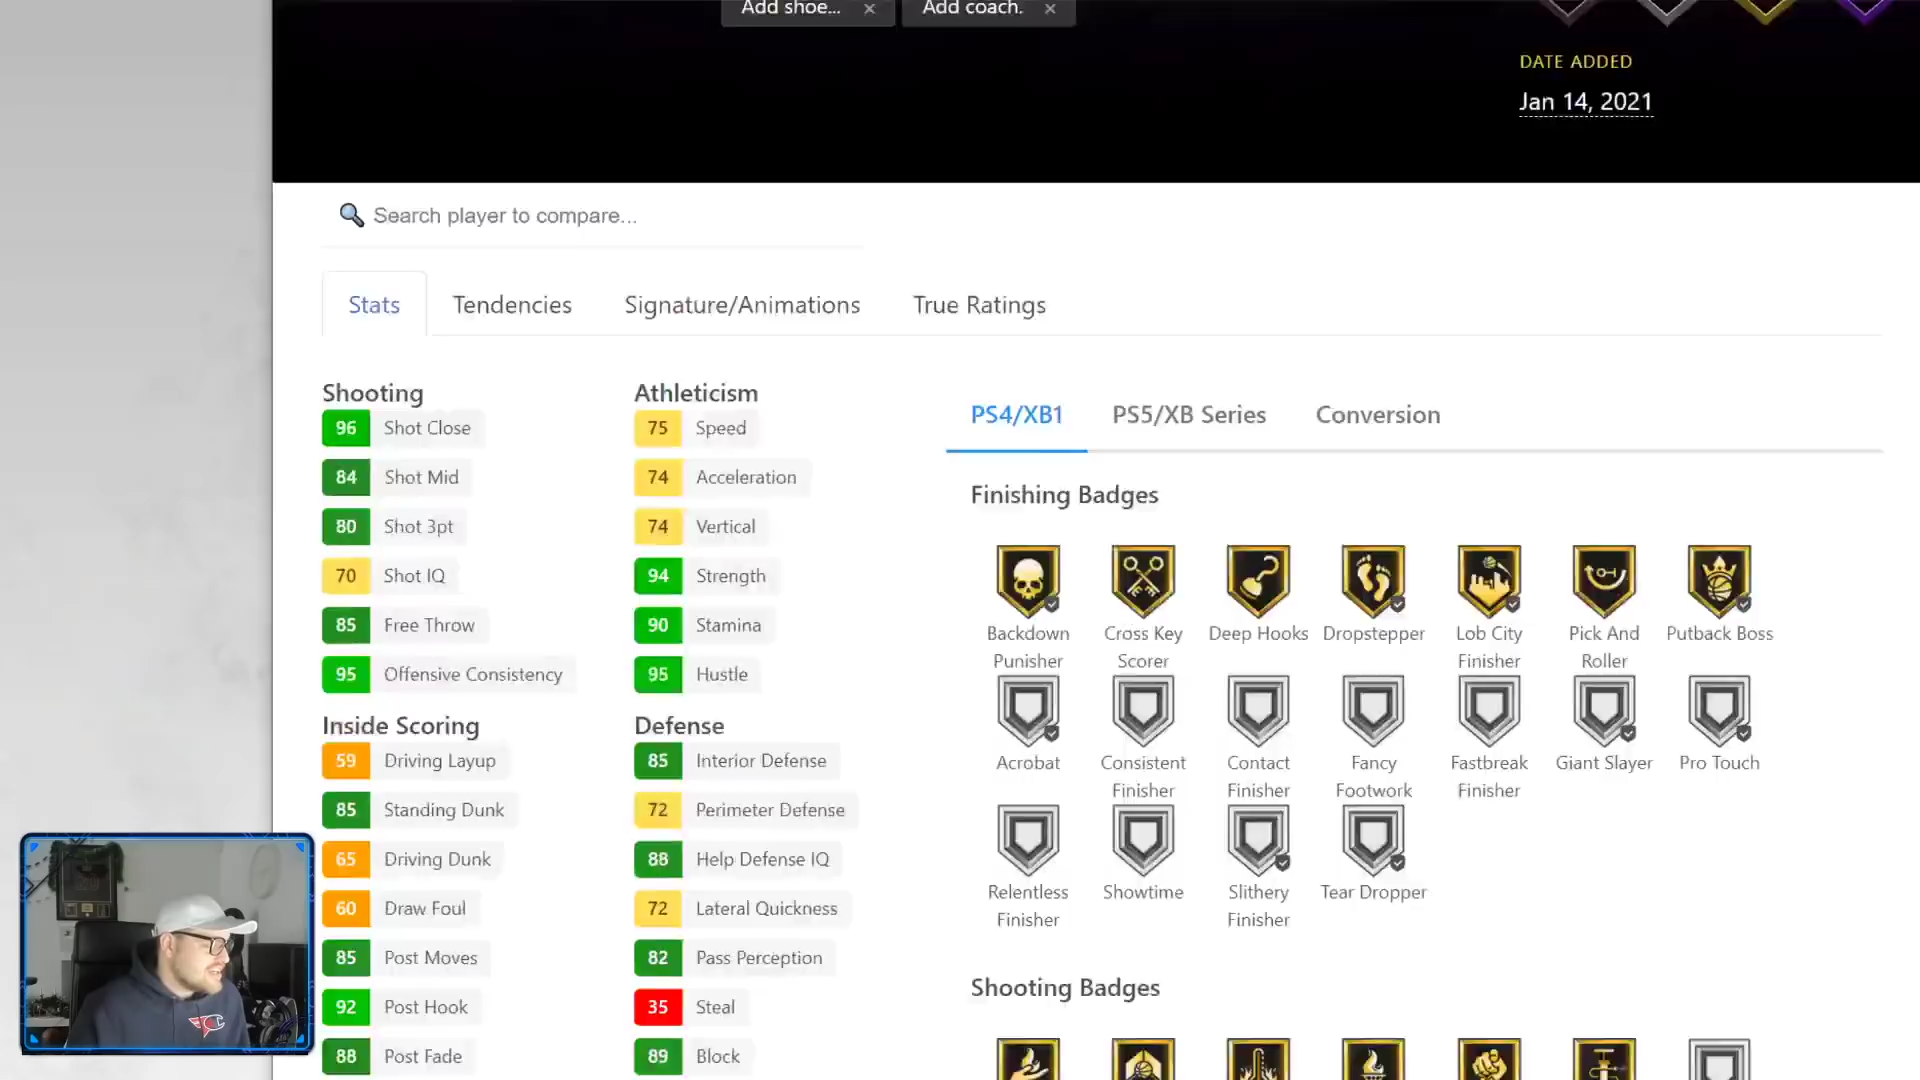 Add shoe... ×
Add coach. ×
DATE ADDED
Jan 14, 2021
Search player to compare...
Stats
Tendencies
Signature/Animations
True Ratings
Shooting
96 Shot Close
84 Shot Mid
80 Shot 3pt
70 Shot IQ
85 Free Throw
95 Offensive Consistency
Inside Scoring
59 Driving Layup
85 Standing Dunk
65 Driving Dunk
60 Draw Foul
85 Post Moves
92 Post Hook
88 Post Fade
Athleticism
75 Speed
74 Acceleration
74 Vertical
94 Strength
90 Stamina
95 Hustle
Defense
85 Interior Defense
72 Perimeter Defense
88 Help Defense IQ
72 Lateral Quickness
82 Pass Perception
35 Steal
89 Block
PS4/XB1
PS5/XB Series
Conversion
Finishing Badges
Backdown
Punisher
Cross Key
Scorer
Deep Hooks
Dropstepper
Lob City
Finisher
Pick And
Roller
Putback Boss
Acrobat
Consistent
Finisher
Contact
Finisher
Fancy
Footwork
Fastbreak
Finisher
Giant Slayer
Pro Touch
Relentless
Finisher
Showtime
Slithery
Finisher
Tear Dropper
Shooting Badges